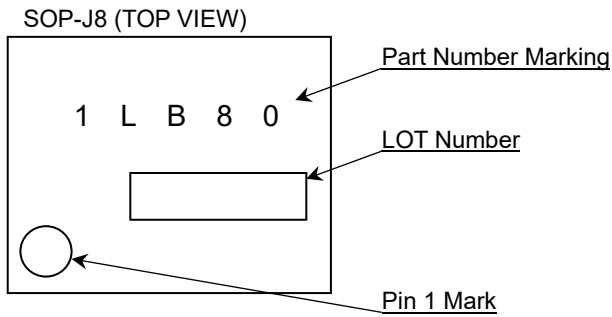 SOP-J8 (TOP VIEW)
Part Number Marking
1 L B 8 0
LOT Number
Pin 1 Mark